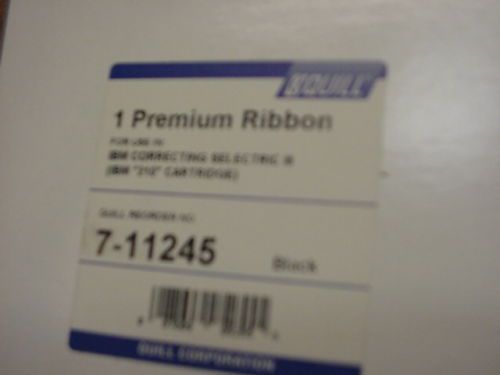 QUILL
1 Premium Ribbon
FOR USE IN
IBM CORRECTING SELECTRIC III
(IBM "210" CARTRIDGE)
QUILL REORDER NO.
7-11245 Black
QUILL CORPORATION